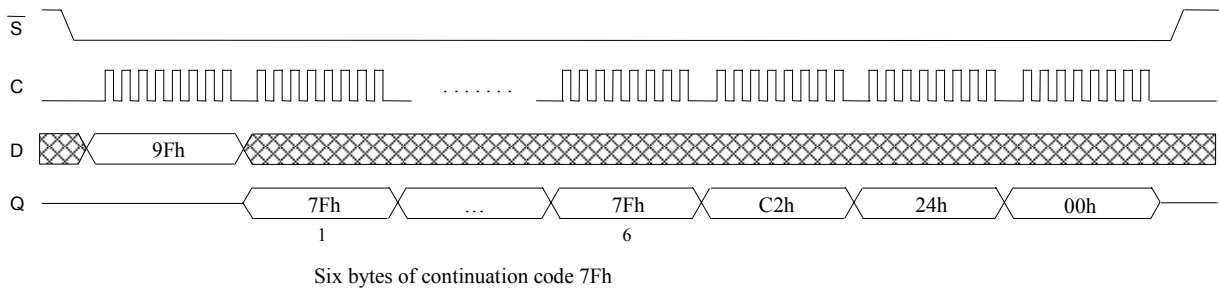 S
C . . . . . . .
D 9Fh
Q 7Fh ... 7Fh C2h 24h 00h
1 6
Six bytes of continuation code 7Fh